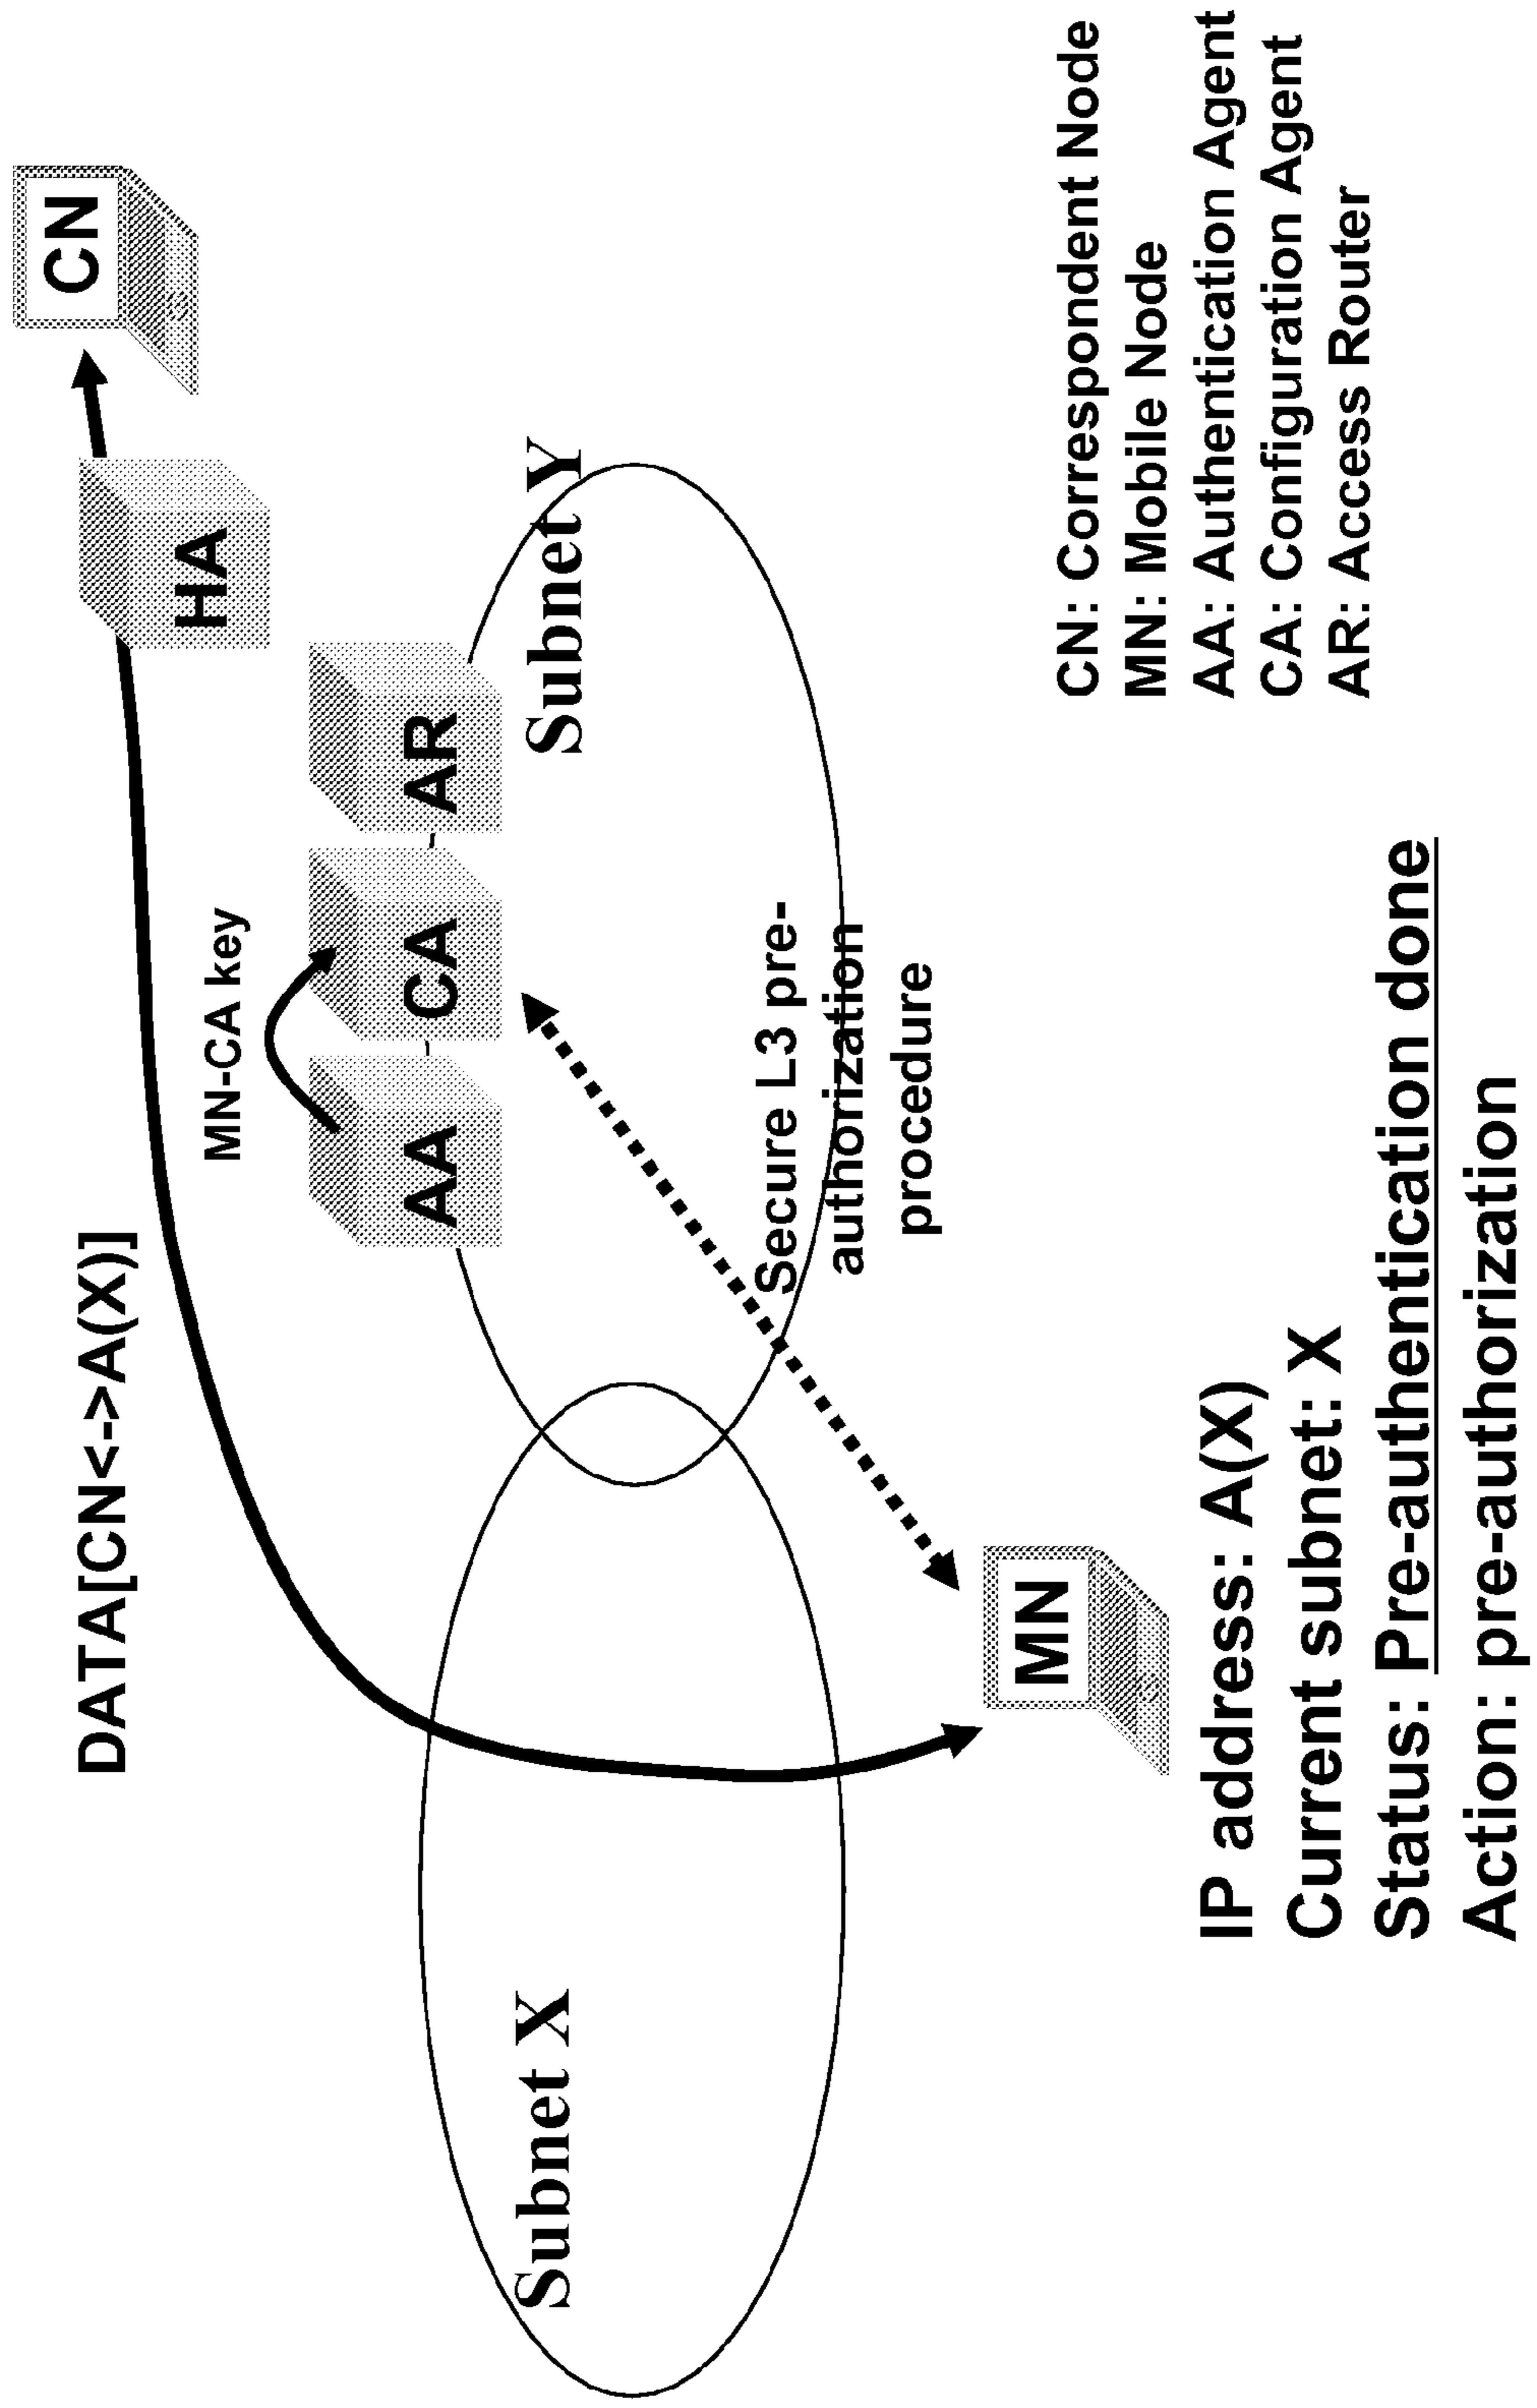 DATA[CN<->A(X)]
CN
HA
MN-CA key
AA
CA
AR
Subnet X
Subnet Y
Secure L3 pre-
authorization
procedure
MN
IP address: A(X)
Current subnet: X
Status: Pre-authentication done
Action: pre-authorization
CN: Correspondent Node
MN: Mobile Node
AA: Authentication Agent
CA: Configuration Agent
AR: Access Router